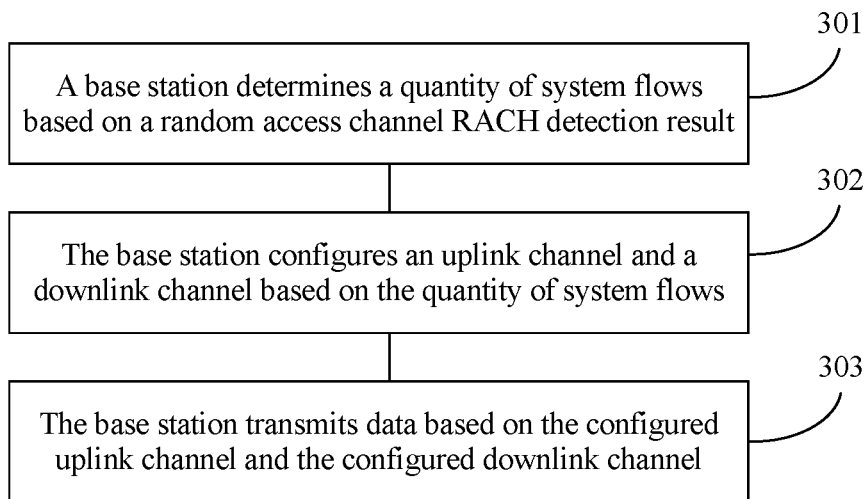 301
A base station determines a quantity of system flows
based on a random access channel RACH detection result
302
The base station configures an uplink channel and a
downlink channel based on the quantity of system flows
303
The base station transmits data based on the configured
uplink channel and the configured downlink channel